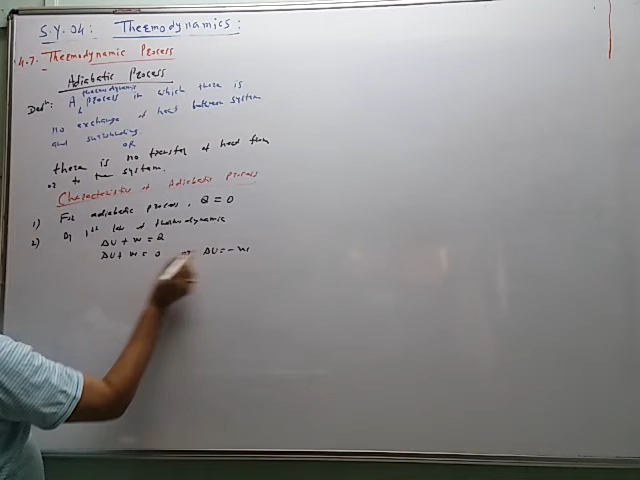 S.Y. 04: Thermodynamics:
4.7. Thermodynamic Process
Adiabatic Process
thermodynamic
Defn: A process in which there is
no exchange of heat between system
and surrounding.
OR
there is no transfer of heat from
or to the system.
Characteristics of Adiabatic Process
1) For adiabatic process, Q = 0
2) By 1st law of thermodynamic
ΔU + W = Q
ΔU + W = 0 ⇒ ΔU = - W